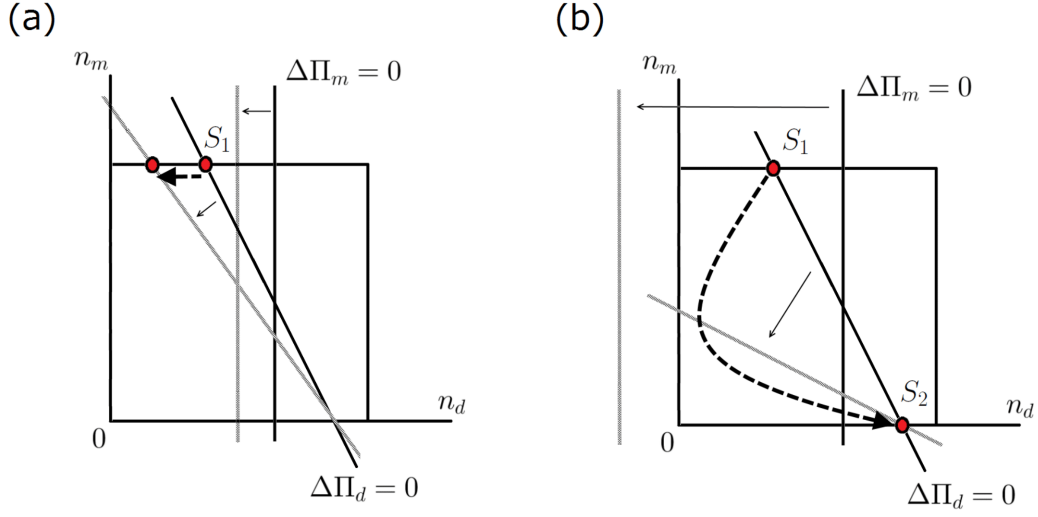 (a)
n_m
ΔΠ_m = 0
S_1
n_d
0
ΔΠ_d = 0
(b)
n_m
ΔΠ_m = 0
S_1
S_2
n_d
0
ΔΠ_d = 0